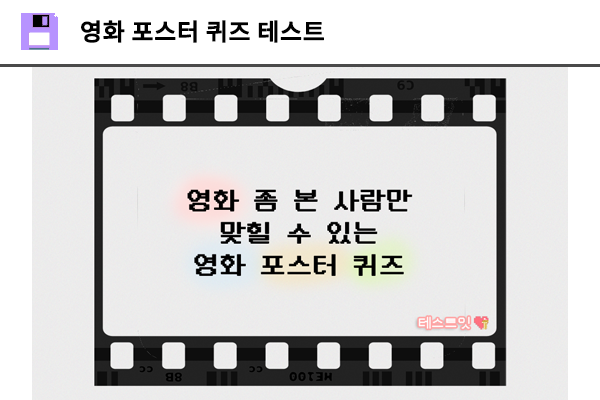 영화 포스터 퀴즈 테스트
영화 좀 본 사람만
맞힐 수 있는
영화 포스터 퀴즈
테스트밋